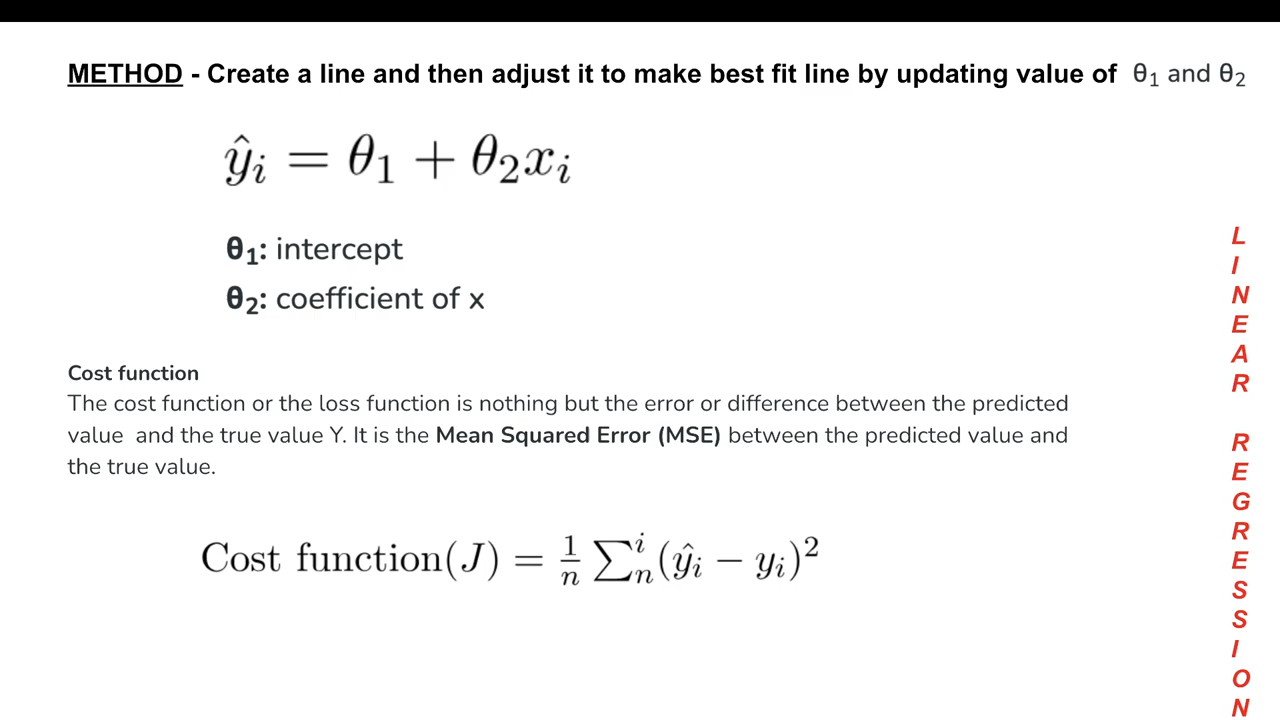 METHOD - Create a line and then adjust it to make best fit line by updating value of θ₁ and θ₂
ŷᵢ = θ₁ + θ₂xᵢ
θ₁: intercept
θ₂: coefficient of x
Cost function
The cost function or the loss function is nothing but the error or difference between the predicted
value and the true value Y. It is the Mean Squared Error (MSE) between the predicted value and
the true value.
Cost function(J) = 1/n ∑ₙⁱ(ŷᵢ − yᵢ)²
LINEAR REGRESSION